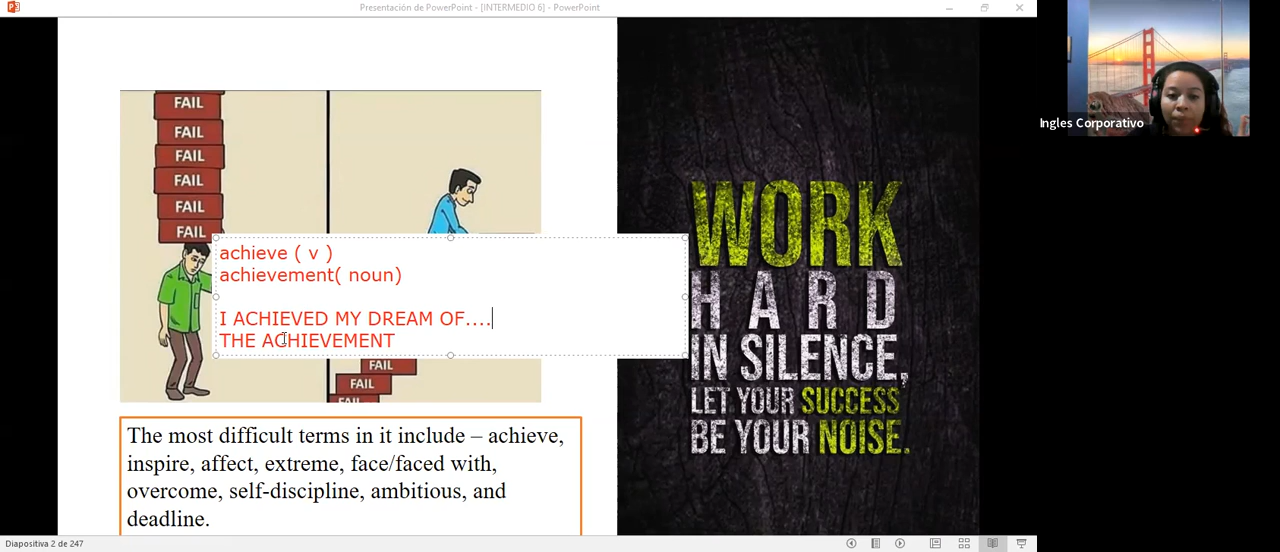 Presentación de PowerPoint - [INTERMEDIO 6] - PowerPoint
FAIL
FAIL
FAIL
FAIL
FAIL
FAIL
achieve ( v )
achievement( noun)
I ACHIEVED MY DREAM OF....
THE ACHIEVEMENT
FAIL
FAIL
FAIL
The most difficult terms in it include – achieve,
inspire, affect, extreme, face/faced with,
overcome, self-discipline, ambitious, and
deadline.
WORK
HARD
IN SILENCE,
LET YOUR SUCCESS
BE YOUR NOISE.
Ingles Corporativo
Diapositiva 2 de 247